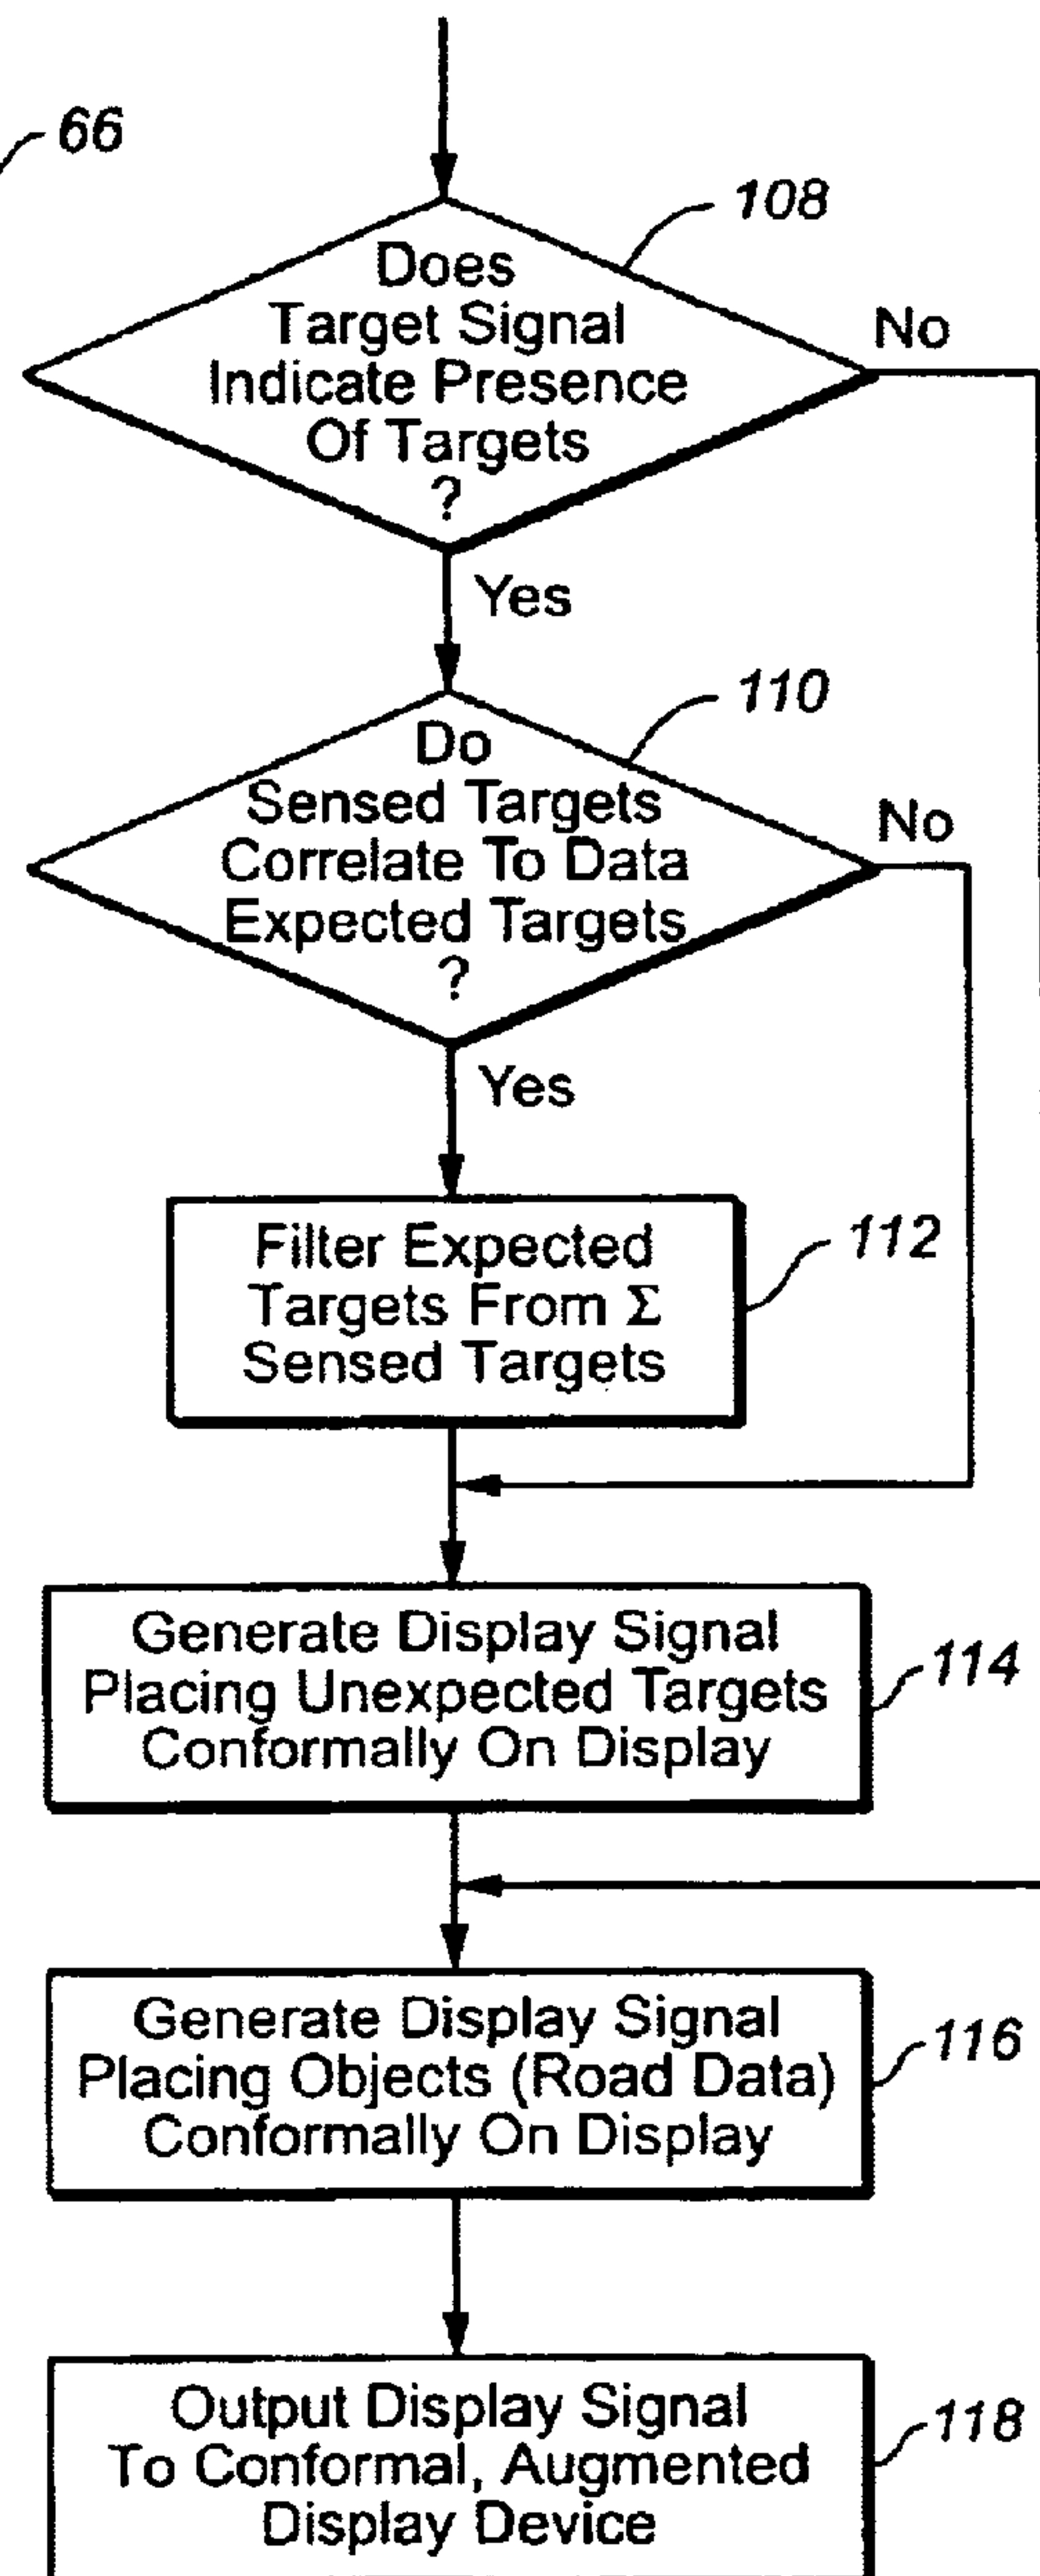 66
108
Does
Target Signal
Indicate Presence
Of Targets
?
No
Yes
110
Do
Sensed Targets
Correlate To Data
Expected Targets
?
No
Yes
112
Filter Expected
Targets From Σ
Sensed Targets
Generate Display Signal
Placing Unexpected Targets
Conformally On Display
114
Generate Display Signal
Placing Objects (Road Data)
Conformally On Display
116
Output Display Signal
To Conformal, Augmented
Display Device
118